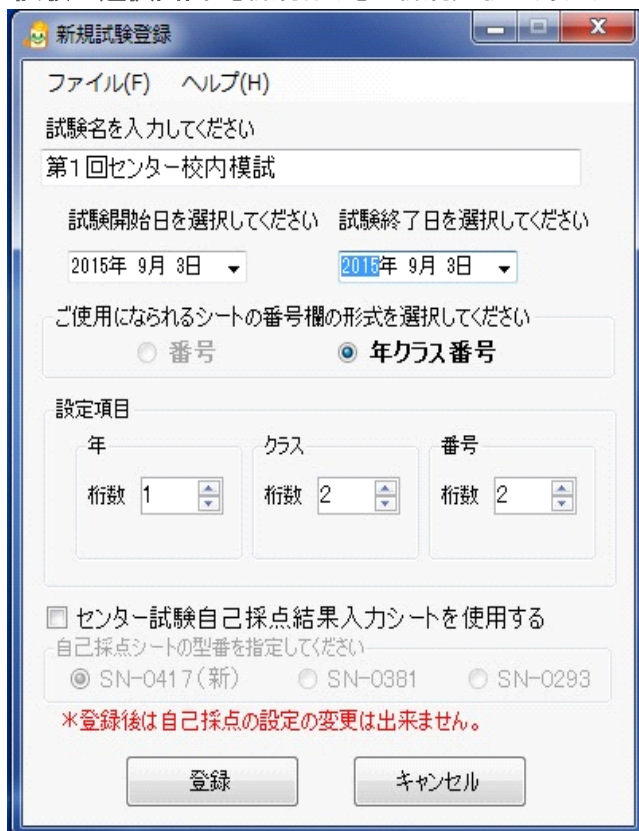 新規試験登録
ファイル(F) ヘルプ(H)
試験名を入力してください
第1回センター校内模試
試験開始日を選択してください 試験終了日を選択してください
2015年 9月 3日 2015年 9月 3日
ご使用になられるシートの番号欄の形式を選択してください
番号 年クラス番号
設定項目
年 クラス 番号
桁数 1 桁数 2 桁数 2
センター試験自己採点結果入力シートを使用する
自己採点シートの型番を指定してください
SN-0417(新) SN-0381 SN-0293
*登録後は自己採点の設定の変更は出来ません。
登録 キャンセル